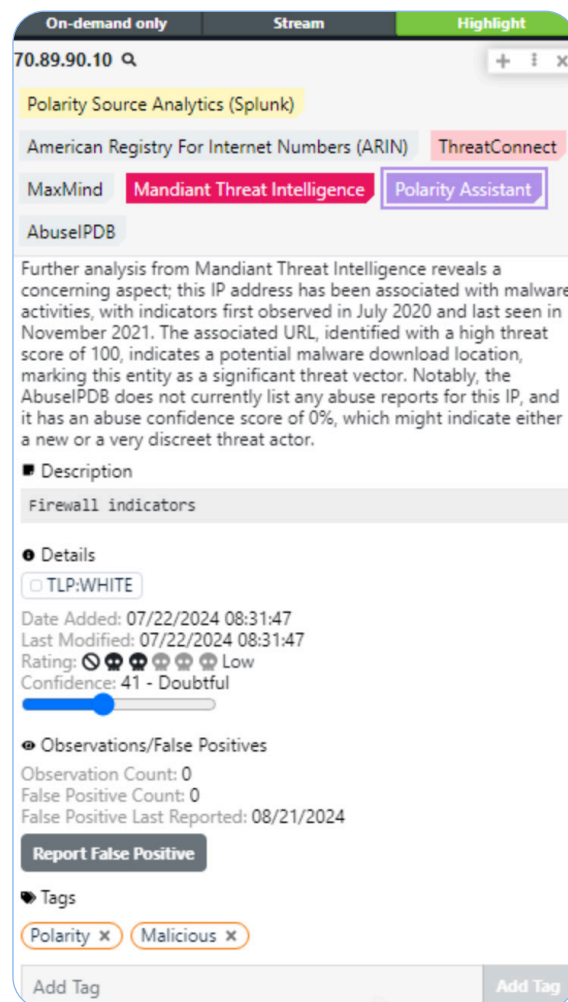 On-demand only Stream Highlight
70.89.90.10
Polarity Source Analytics (Splunk)
American Registry For Internet Numbers (ARIN) ThreatConnect
MaxMind Mandiant Threat Intelligence Polarity Assistant
AbuseIPDB
Further analysis from Mandiant Threat Intelligence reveals a
concerning aspect; this IP address has been associated with malware
activities, with indicators first observed in July 2020 and last seen in
November 2021. The associated URL, identified with a high threat
score of 100, indicates a potential malware download location,
marking this entity as a significant threat vector. Notably, the
AbuseIPDB does not currently list any abuse reports for this IP, and
it has an abuse confidence score of 0%, which might indicate either
a new or a very discreet threat actor.
Description
Firewall indicators
Details
TLP:WHITE
Date Added: 07/22/2024 08:31:47
Last Modified: 07/22/2024 08:31:47
Rating: Low
Confidence: 41 - Doubtful
Observations/False Positives
Observation Count: 0
False Positive Count: 0
False Positive Last Reported: 08/21/2024
Report False Positive
Tags
Polarity × Malicious ×
Add Tag Add Tag